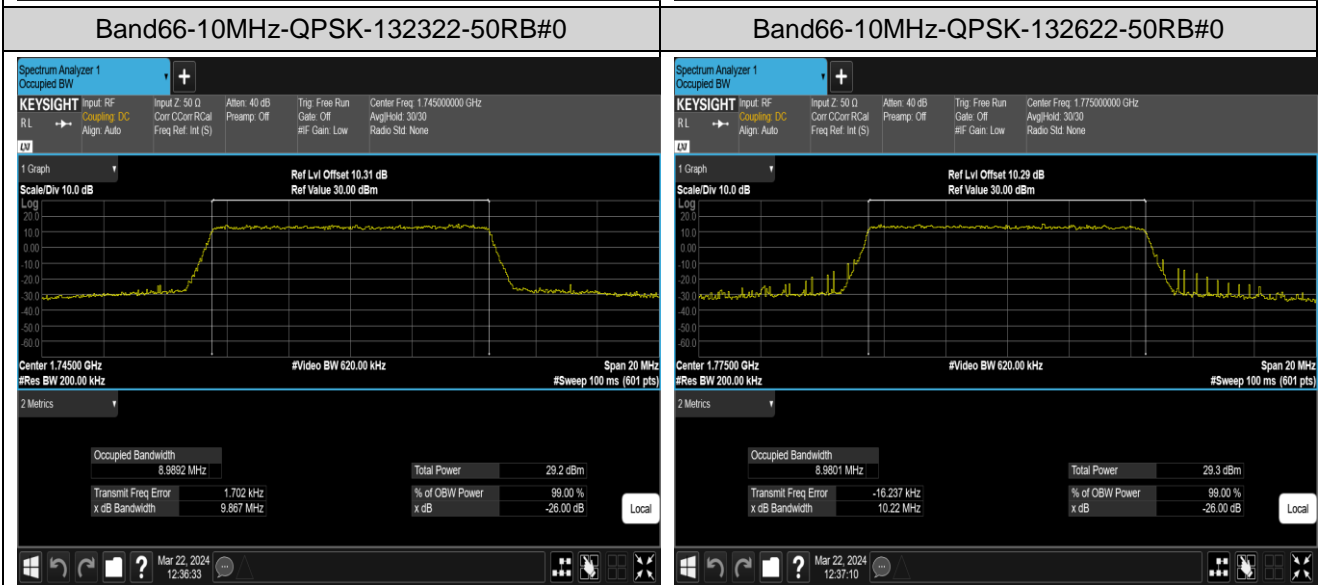 Band66-10MHz-QPSK-132322-50RB#0
Spectrum Analyzer 1
Occupied BW
KEYSIGHT Input: RF Input Z: 50 Ω Atten: 40 dB Trig: Free Run Center Freq: 1.745000000 GHz
RL Coupling: DC Corr CCorr RCal Preamp: Off Gate: Off Avg|Hold: 30/30
Align: Auto Freq Ref: Int (S) #IF Gain: Low Radio Std: None
LXI
1 Graph
Ref Lvl Offset 10.31 dB
Scale/Div 10.0 dB Ref Value 30.00 dBm
Log
20.0
10.0
0.00
-10.0
-20.0
-30.0
-40.0
-50.0
-60.0
Center 1.74500 GHz #Video BW 620.00 kHz Span 20 MHz
#Res BW 200.00 kHz #Sweep 100 ms (601 pts)
2 Metrics
Occupied Bandwidth
8.9892 MHz Total Power 29.2 dBm
Transmit Freq Error 1.702 kHz % of OBW Power 99.00 %
x dB Bandwidth 9.867 MHz x dB -26.00 dB
Local
? Mar 22, 2024
12:36:33
Band66-10MHz-QPSK-132622-50RB#0
Spectrum Analyzer 1
Occupied BW
KEYSIGHT Input: RF Input Z: 50 Ω Atten: 40 dB Trig: Free Run Center Freq: 1.775000000 GHz
RL Coupling: DC Corr CCorr RCal Preamp: Off Gate: Off Avg|Hold: 30/30
Align: Auto Freq Ref: Int (S) #IF Gain: Low Radio Std: None
LXI
1 Graph
Ref Lvl Offset 10.29 dB
Scale/Div 10.0 dB Ref Value 30.00 dBm
Log
20.0
10.0
0.00
-10.0
-20.0
-30.0
-40.0
-50.0
-60.0
Center 1.77500 GHz #Video BW 620.00 kHz Span 20 MHz
#Res BW 200.00 kHz #Sweep 100 ms (601 pts)
2 Metrics
Occupied Bandwidth
8.9801 MHz Total Power 29.3 dBm
Transmit Freq Error -16.237 kHz % of OBW Power 99.00 %
x dB Bandwidth 10.22 MHz x dB -26.00 dB
Local
? Mar 22, 2024
12:37:10